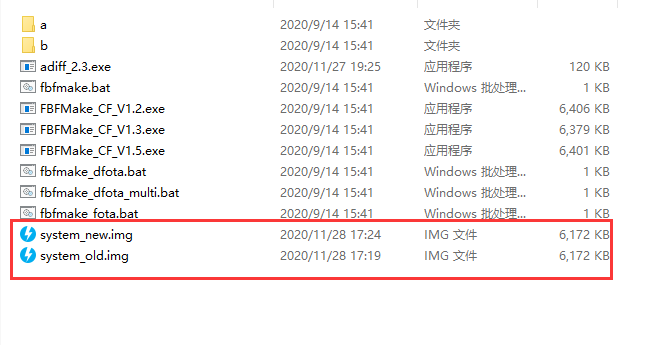 a 2020/9/14 15:41 文件夹
b 2020/9/14 15:41 文件夹
adiff_2.3.exe 2020/11/27 19:25 应用程序 120 KB
fbfmake.bat 2020/9/14 15:41 Windows 批处理... 1 KB
FBFMake_CF_V1.2.exe 2020/9/14 15:41 应用程序 6,406 KB
FBFMake_CF_V1.3.exe 2020/9/14 15:41 应用程序 6,379 KB
FBFMake_CF_V1.5.exe 2020/9/14 15:41 应用程序 6,401 KB
fbfmake_dfota.bat 2020/9/14 15:41 Windows 批处理... 1 KB
fbfmake_dfota_multi.bat 2020/9/14 15:41 Windows 批处理... 1 KB
fbfmake_fota.bat 2020/9/14 15:41 Windows 批处理... 1 KB
system_new.img 2020/11/28 17:24 IMG 文件 6,172 KB
system_old.img 2020/11/28 17:19 IMG 文件 6,172 KB